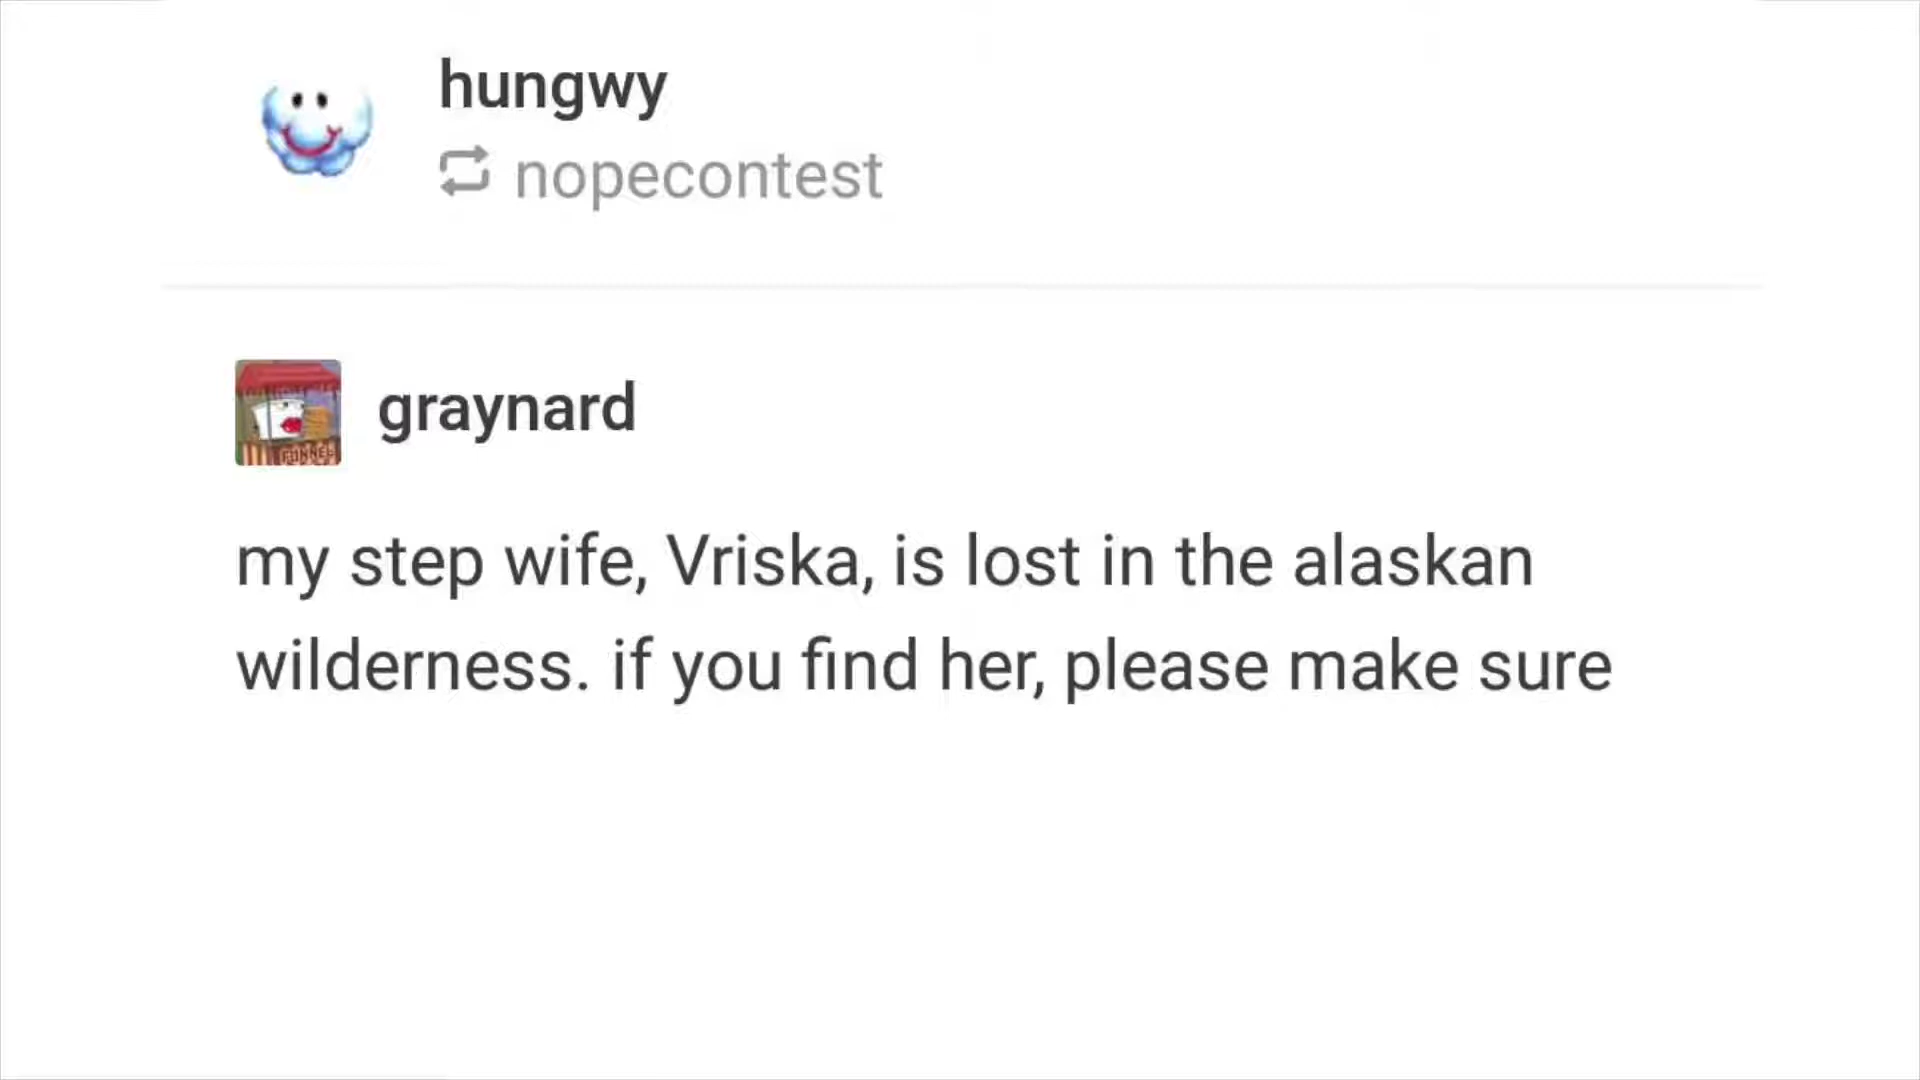 hungwy
nopecontest
graynard
FUNNEL
my step wife, Vriska, is lost in the alaskan
wilderness. if you find her, please make sure